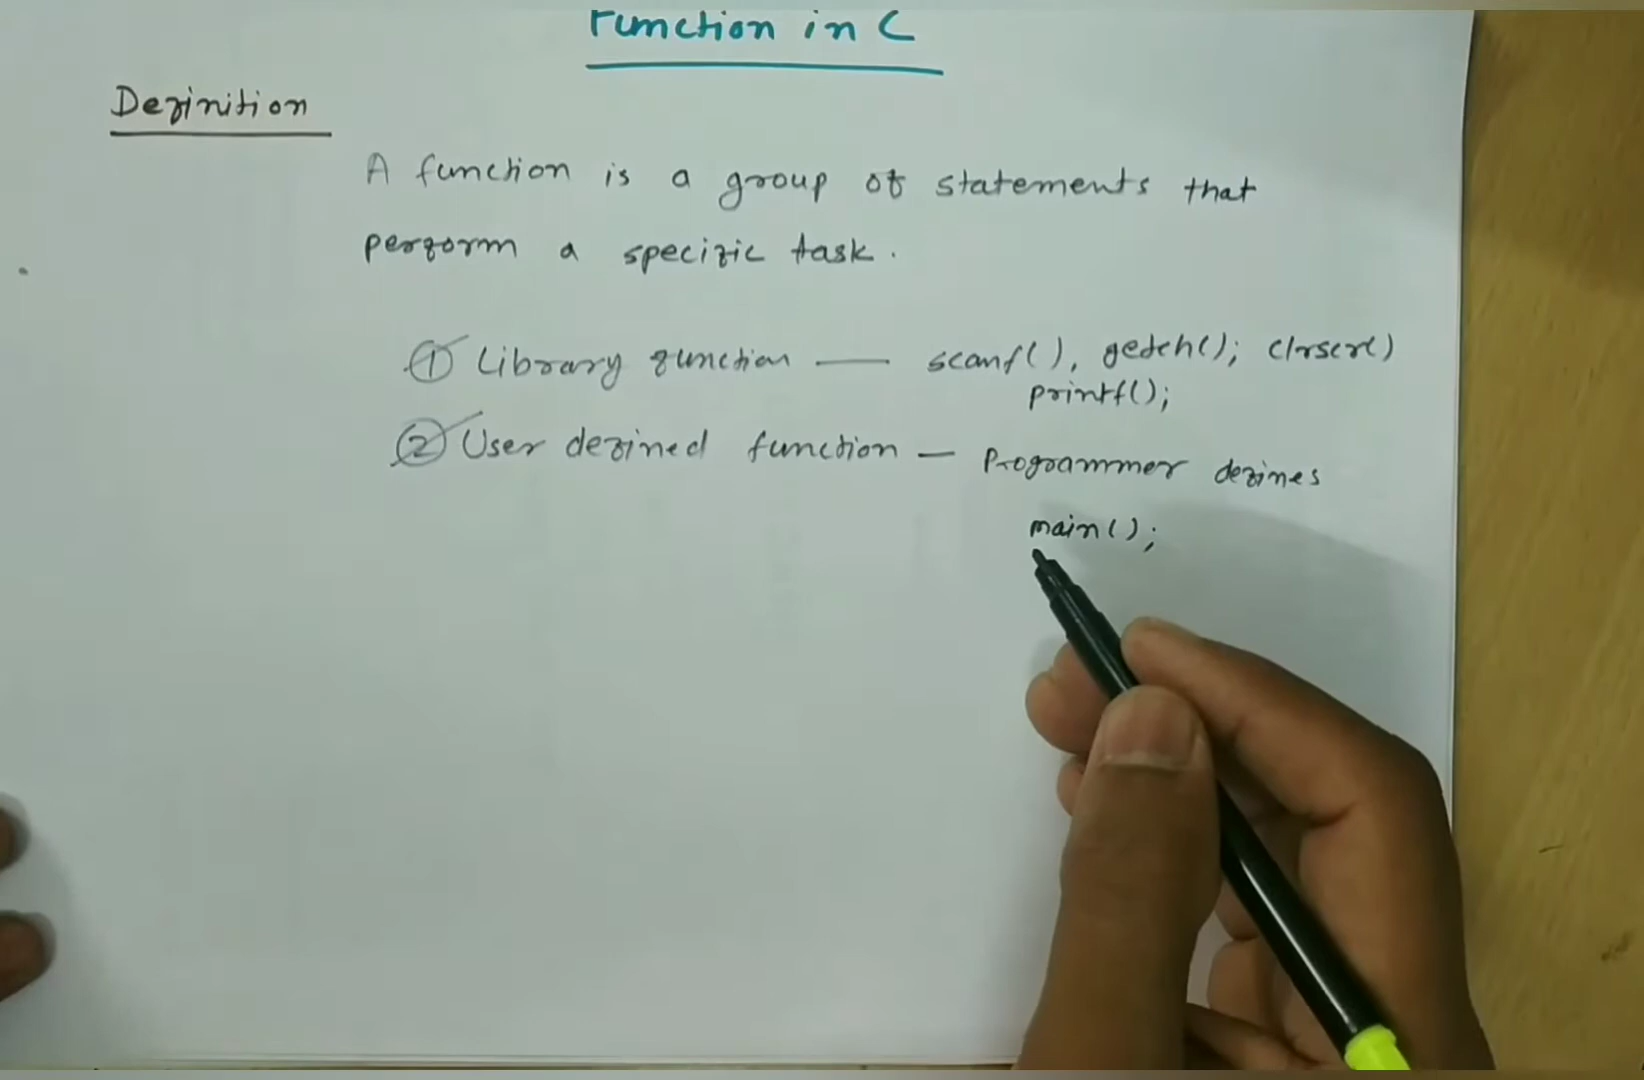 Function in C
Definition
A function is a group of statements that
perform a specific task.
① Library function — scanf(), getch(); clrscr()
printf();
② User defined function — Programmer defines
main();